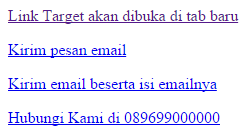 Link Target akan dibuka di tab baru
Kirim pesan email
Kirim email beserta isi emailnya
Hubungi Kami di 089699000000